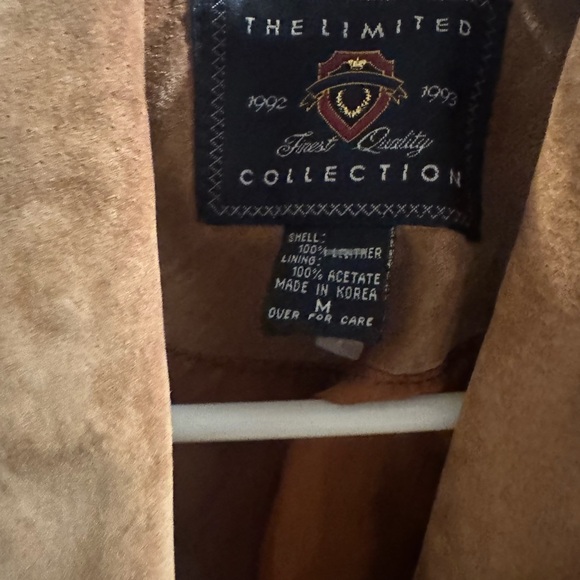 THE LIMITED
1992 1993
Finest Quality
COLLECTION
SHELL:
100% LEATHER
LINING:
100% ACETATE
MADE IN KOREA
M
OVER FOR CARE